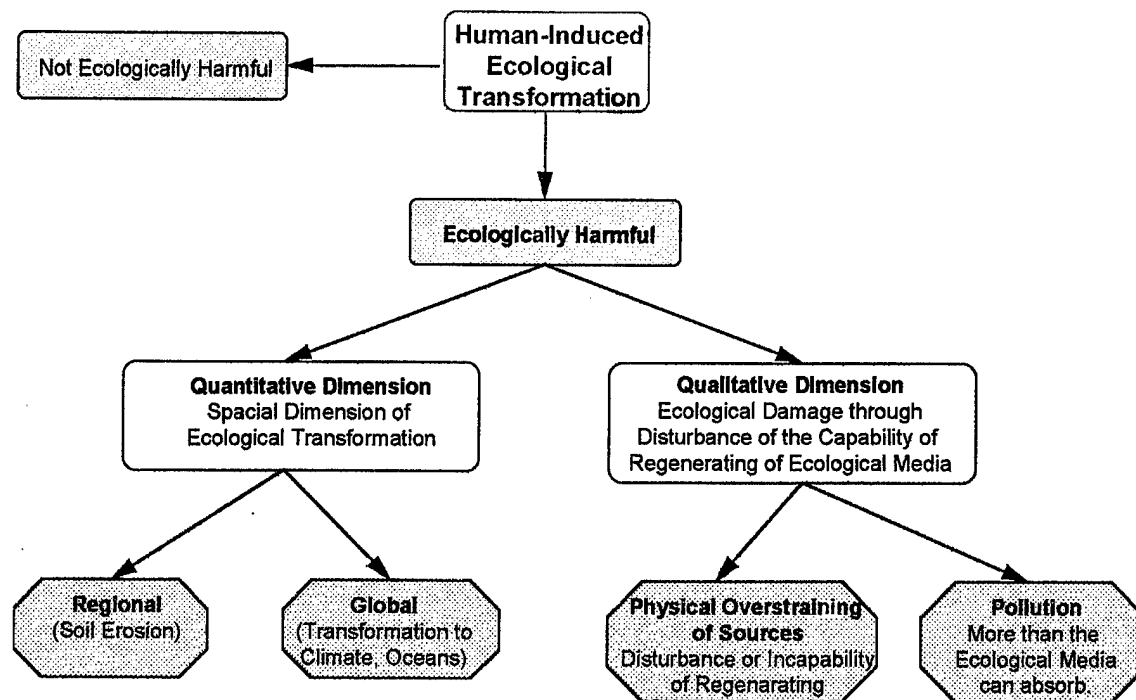 Human-Induced
Ecological
Transformation
Not Ecologically Harmful
Ecologically Harmful
Quantitative Dimension
Spacial Dimension of
Ecological Transformation
Qualitative Dimension
Ecological Damage through
Disturbance of the Capability of
Regenerating of Ecological Media
Regional
(Soil Erosion)
Global
(Transformation to
Climate, Oceans)
Physical Overstraining
of Sources
Disturbance or Incapability
of Regenarating
Pollution
More than the
Ecological Media
can absorb.